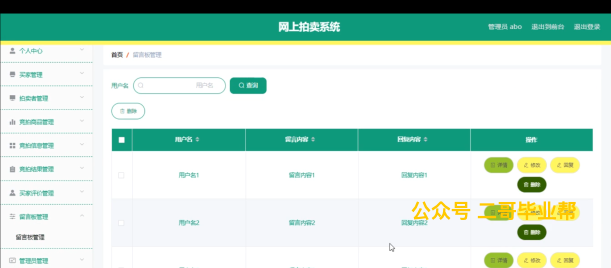 网上拍卖系统
管理员 abo 退出到前台 退出登录
个人中心
买家管理
拍卖者管理
竞拍商品管理
竞拍信息管理
竞拍结果管理
买家评价管理
留言板管理
留言板管理
管理员管理
首页 / 留言板管理
用户名 用户名 查询
删除
用户名 留言内容 回复内容 操作
用户名1 留言内容1 回复内容1 详情 修改 回复
删除
用户名2 留言内容2 回复内容2
公众号 二哥毕业帮
删除
详情 修改 回复